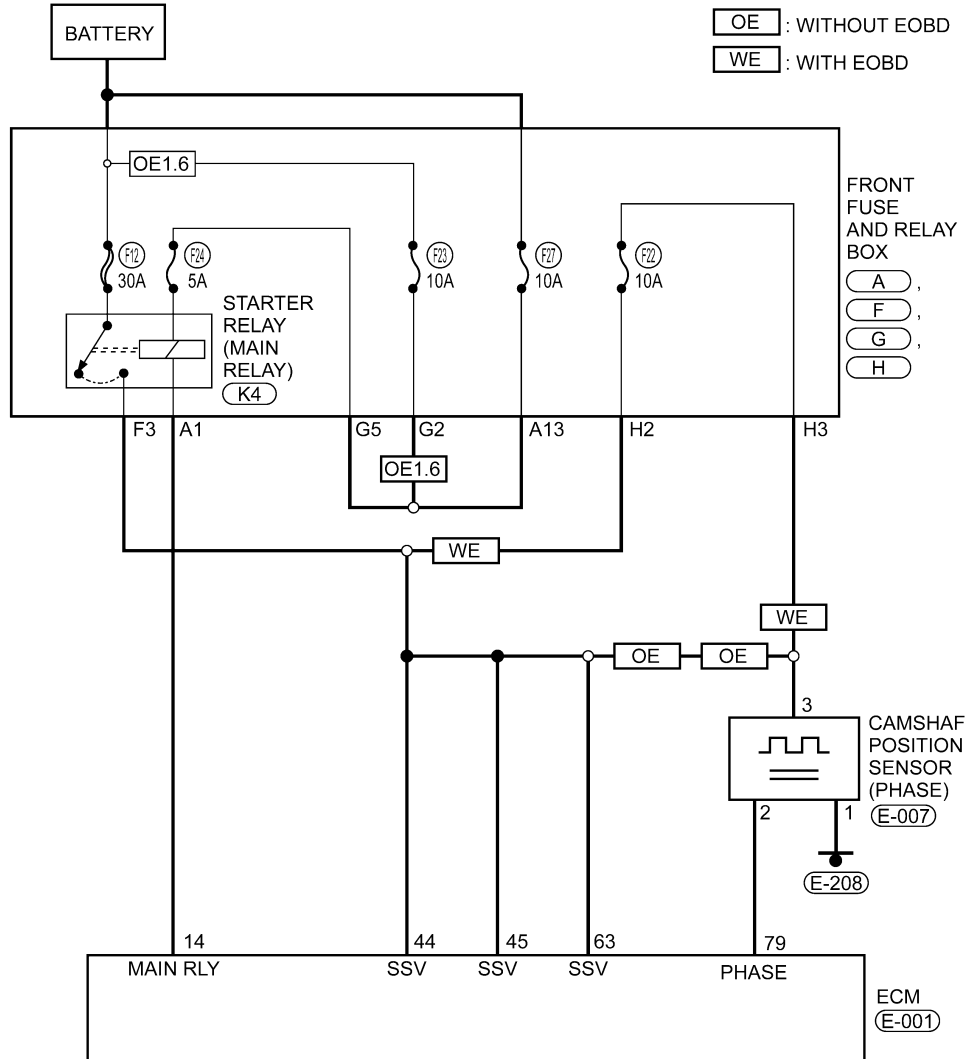 BATTERY
OE : WITHOUT EOBD
WE : WITH EOBD
OE1.6
FRONT
FUSE
AND RELAY
BOX
A ,
F ,
G ,
H
F12
30A
F24
5A
F23
10A
F27
10A
F22
10A
STARTER
RELAY
(MAIN
RELAY)
K4
F3
A1
G5
G2
A13
H2
H3
OE1.6
WE
WE
OE
OE
3
CAMSHAF
POSITION
SENSOR
(PHASE)
E-007
2
1
E-208
14
44
45
63
79
MAIN RLY
SSV
SSV
SSV
PHASE
ECM
E-001